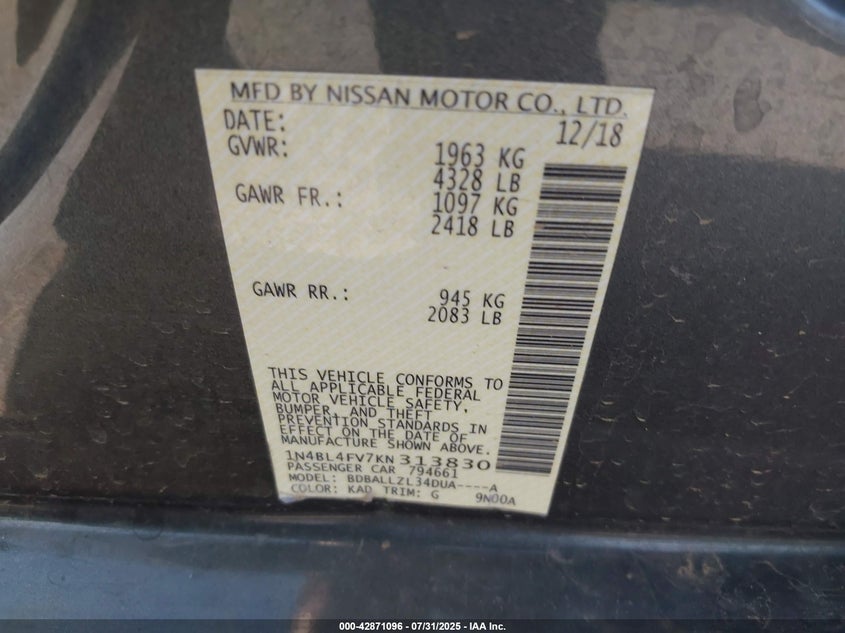 MFD BY NISSAN MOTOR CO., LTD.
DATE: 12/18
GVWR: 1963 KG
4328 LB
GAWR FR.: 1097 KG
2418 LB
GAWR RR.: 945 KG
2083 LB
THIS VEHICLE CONFORMS TO
ALL APPLICABLE FEDERAL
MOTOR VEHICLE SAFETY,
BUMPER, AND THEFT
PREVENTION STANDARDS IN
EFFECT ON THE DATE OF
MANUFACTURE SHOWN ABOVE.
1N4BL4FV7KN313830
PASSENGER CAR 794661
MODEL: BDBALLZL34DUA----A
COLOR: KAD TRIM: G 9N00A
000-42871096 - 07/31/2025 - IAA Inc.